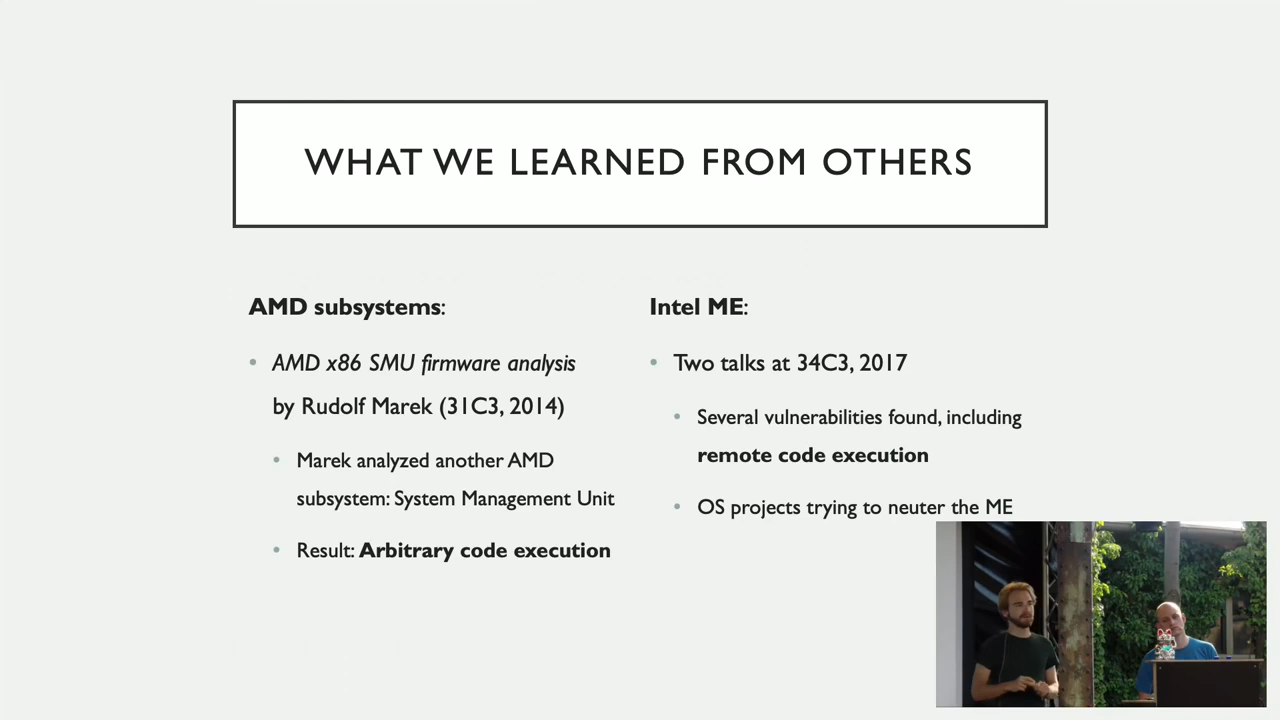 WHAT WE LEARNED FROM OTHERS
AMD subsystems:
AMD x86 SMU firmware analysis
by Rudolf Marek (31C3, 2014)
Marek analyzed another AMD
subsystem: System Management Unit
Result: Arbitrary code execution
Intel ME:
Two talks at 34C3, 2017
Several vulnerabilities found, including
remote code execution
OS projects trying to neuter the ME